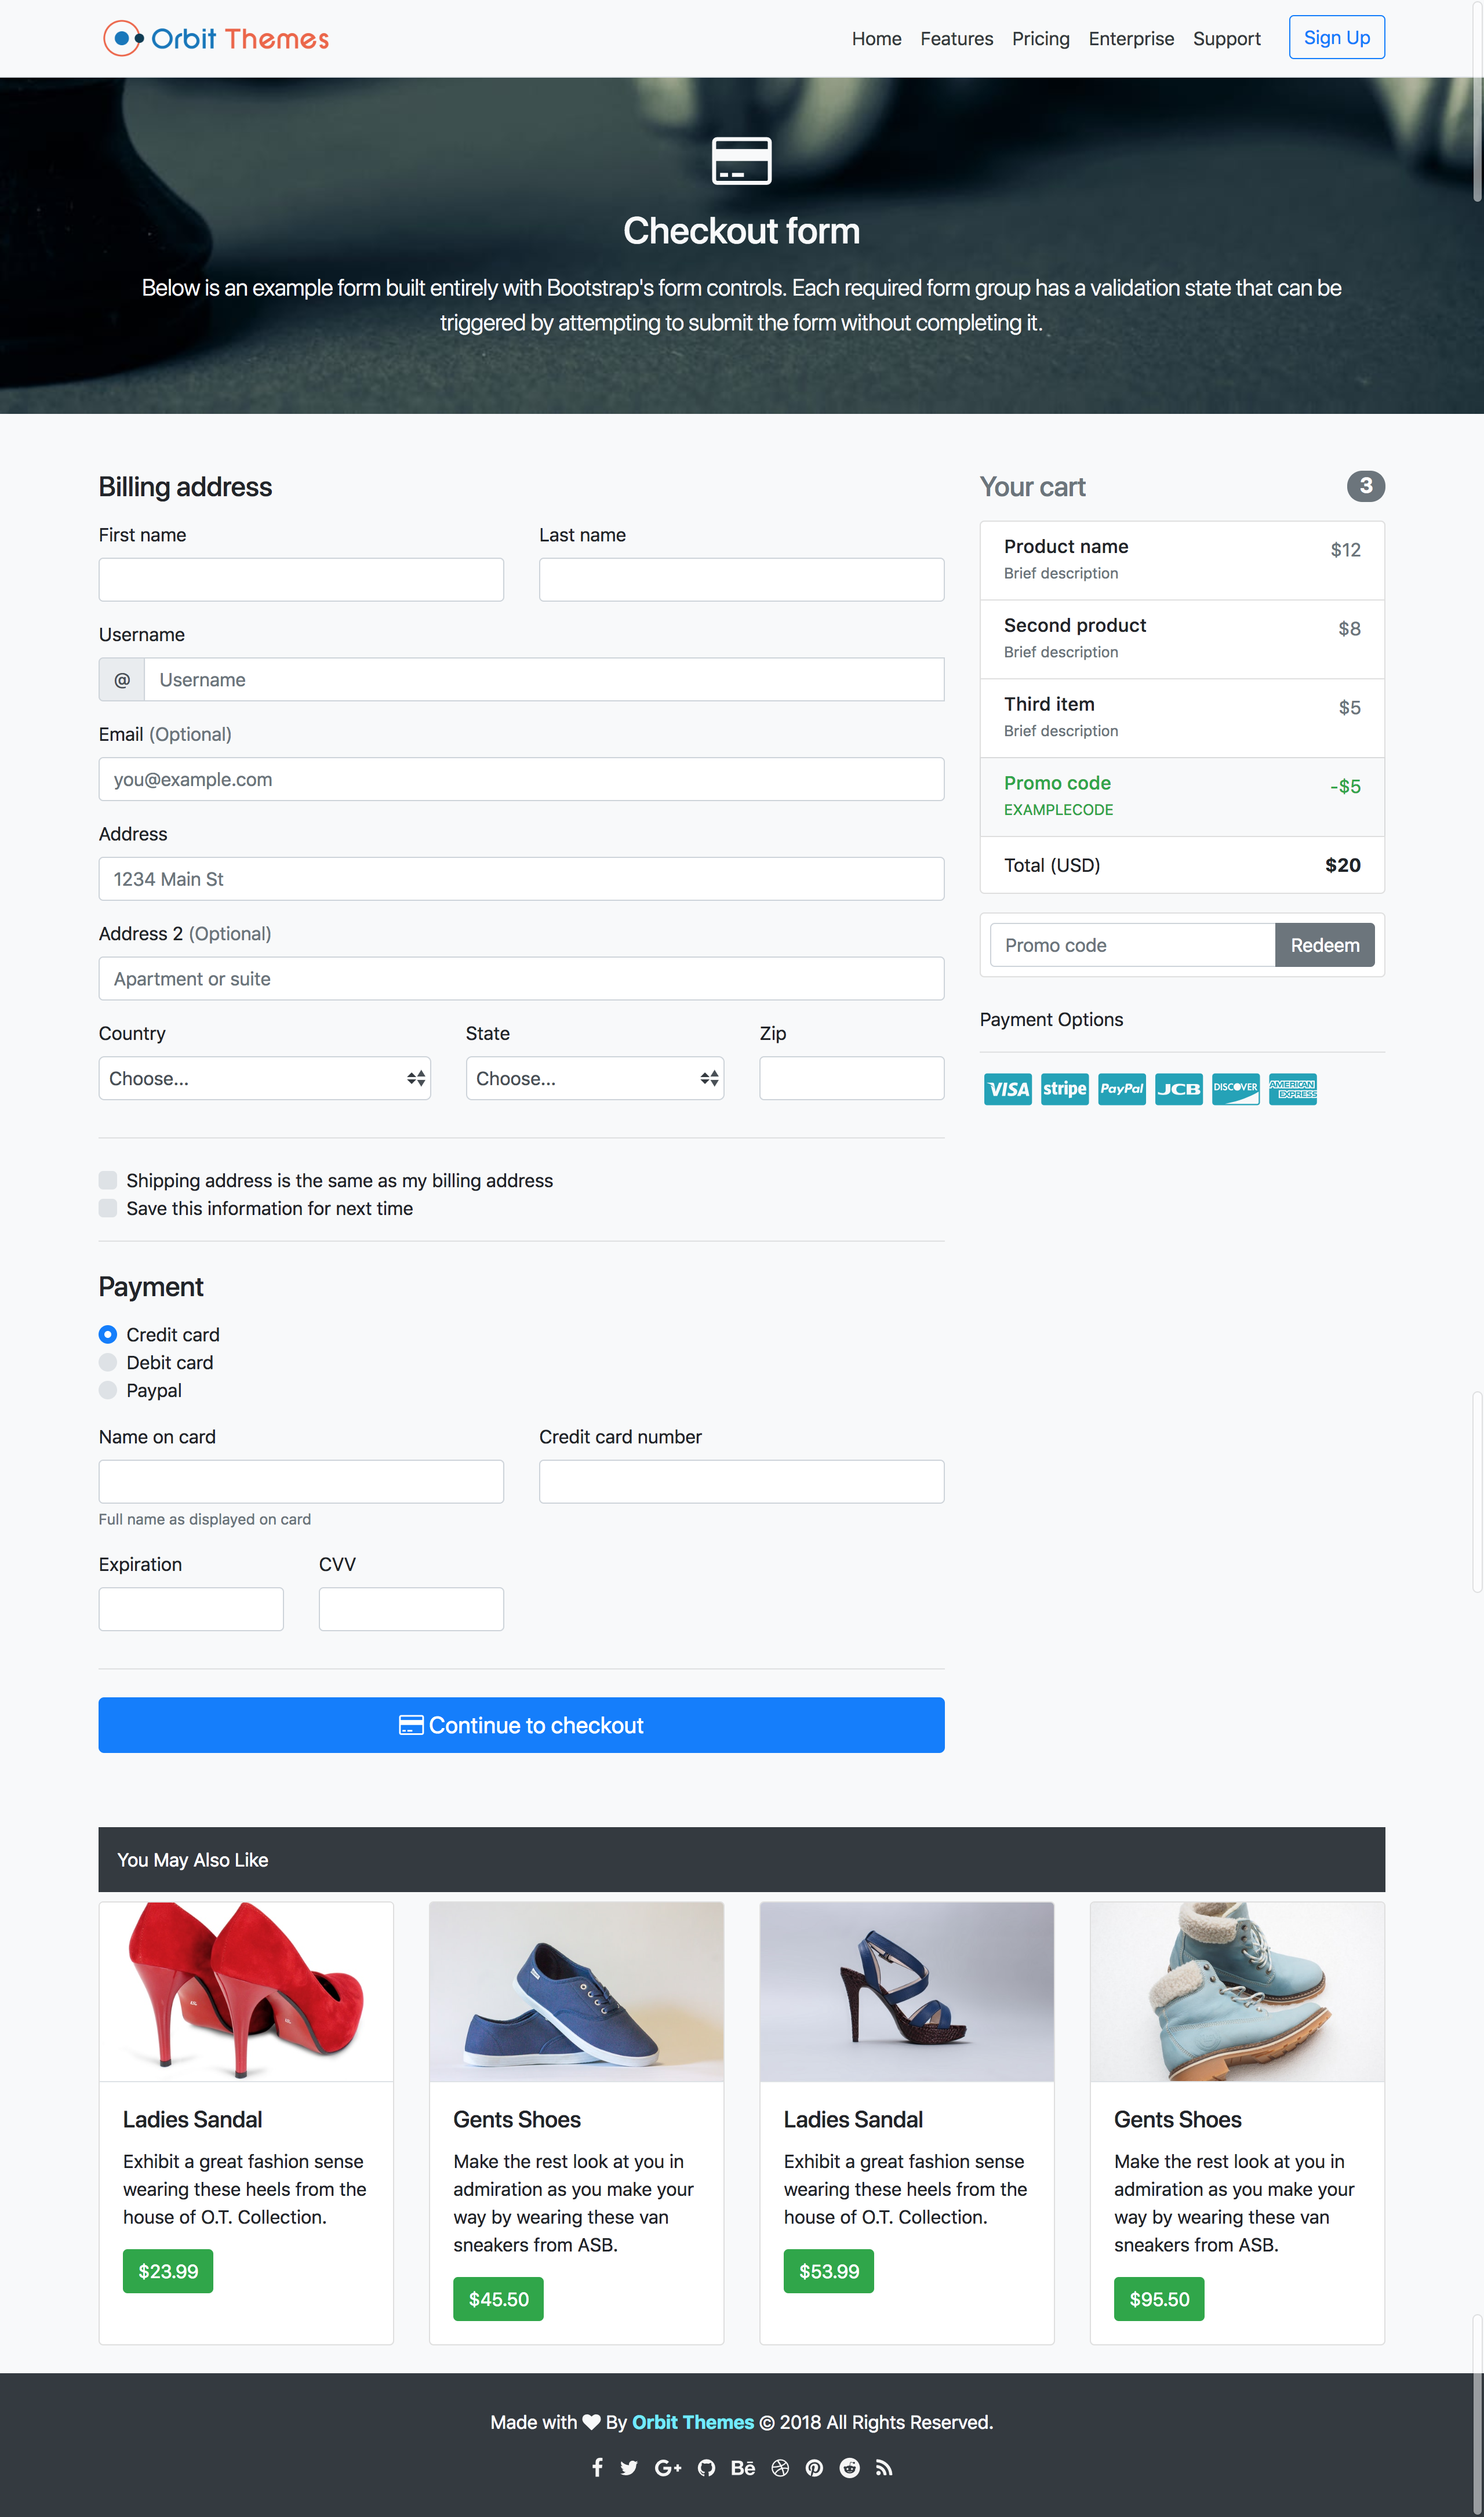 Orbit Themes
Home Features Pricing Enterprise Support Sign Up
Checkout form
Below is an example form built entirely with Bootstrap's form controls. Each required form group has a validation state that can be
triggered by attempting to submit the form without completing it.
Billing address
First name Last name
Username
@ Username
Email (Optional)
you@example.com
Address
1234 Main St
Address 2 (Optional)
Apartment or suite
Country State Zip
Choose... Choose...
Shipping address is the same as my billing address
Save this information for next time
Payment
Credit card
Debit card
Paypal
Name on card Credit card number
Full name as displayed on card
Expiration CVV
Continue to checkout
Your cart 3
Product name $12
Brief description
Second product $8
Brief description
Third item $5
Brief description
Promo code -$5
EXAMPLECODE
Total (USD) $20
Promo code Redeem
Payment Options
VISA stripe PayPal JCB DISCOVER AMERICAN EXPRESS
You May Also Like
Ladies Sandal
Exhibit a great fashion sense
wearing these heels from the
house of O.T. Collection.
$23.99
Gents Shoes
Make the rest look at you in
admiration as you make your
way by wearing these van
sneakers from ASB.
$45.50
Ladies Sandal
Exhibit a great fashion sense
wearing these heels from the
house of O.T. Collection.
$53.99
Gents Shoes
Make the rest look at you in
admiration as you make your
way by wearing these van
sneakers from ASB.
$95.50
Made with By Orbit Themes © 2018 All Rights Reserved.
G+ Bē